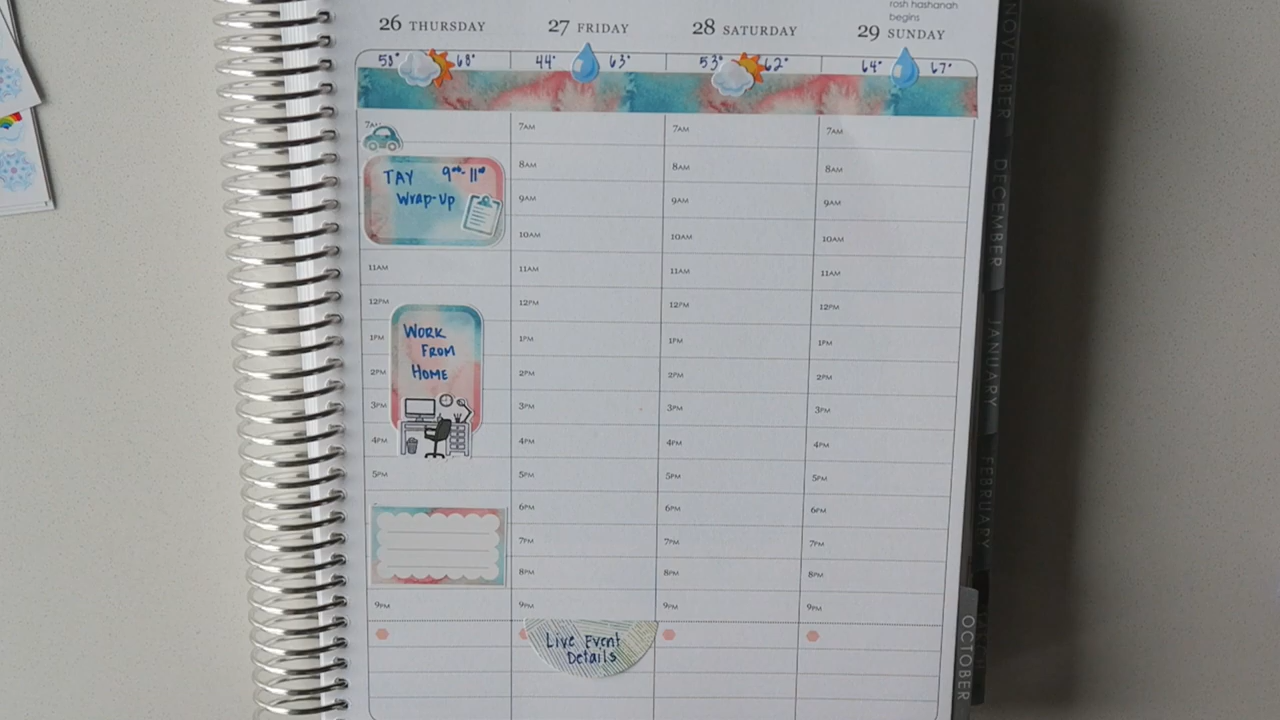 rosh hashanah
begins
26 THURSDAY
27 FRIDAY
28 SATURDAY
29 SUNDAY
58° 68°
44° 63°
53° 62°
64° 67°
7AM 7AM 7AM
8AM 8AM 8AM
9AM 9AM 9AM
10AM 10AM 10AM
11AM 11AM 11AM 11AM
12PM 12PM 12PM 12PM
1PM 1PM 1PM 1PM
2PM 2PM 2PM 2PM
3PM 3PM 3PM 3PM
4PM 4PM 4PM 4PM
5PM 5PM 5PM 5PM
6PM 6PM 6PM
7PM 7PM 7PM
8PM 8PM 8PM
9PM 9PM 9PM 9PM
TAY
Wrap-Up
WORK
FROM
HOME
Live Event
Details
NOVEMBER
DECEMBER
JANUARY
FEBRUARY
OCTOBER